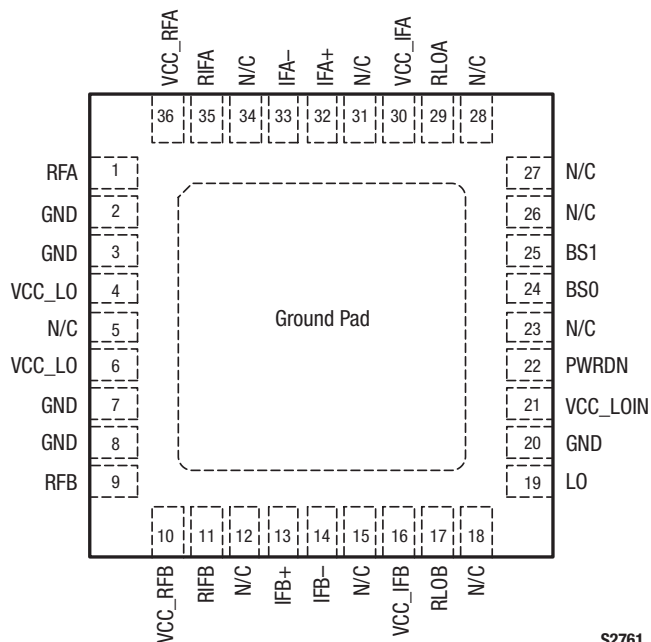 VCC_RFA RIFA N/C IFA– IFA+ N/C VCC_IFA RLOA N/C
36 35 34 33 32 31 30 29 28
RFA 1 27 N/C
GND 2 26 N/C
GND 3 25 BS1
VCC_LO 4 24 BS0
N/C 5 Ground Pad 23 N/C
VCC_LO 6 22 PWRDN
GND 7 21 VCC_LOIN
GND 8 20 GND
RFB 9 19 LO
10 11 12 13 14 15 16 17 18
VCC_RFB RIFB N/C IFB+ IFB– N/C VCC_IFB RLOB N/C
S2761